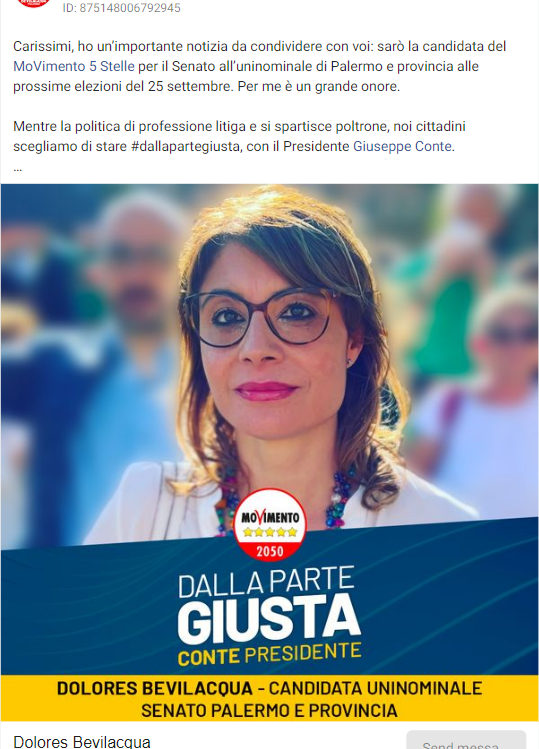 BEVILACQUA
ID: 875148006792945
Carissimi, ho un'importante notizia da condividere con voi: sarò la candidata del
MoVimento 5 Stelle per il Senato all'uninominale di Palermo e provincia alle
prossime elezioni del 25 settembre. Per me è un grande onore.
Mentre la politica di professione litiga e si spartisce poltrone, noi cittadini
scegliamo di stare #dallapartegiusta, con il Presidente Giuseppe Conte.
...
MOVIMENTO
2050
DALLA PARTE
GIUSTA
CONTE PRESIDENTE
DOLORES BEVILACQUA - CANDIDATA UNINOMINALE
SENATO PALERMO E PROVINCIA
Dolores Bevilacqua
Send messa